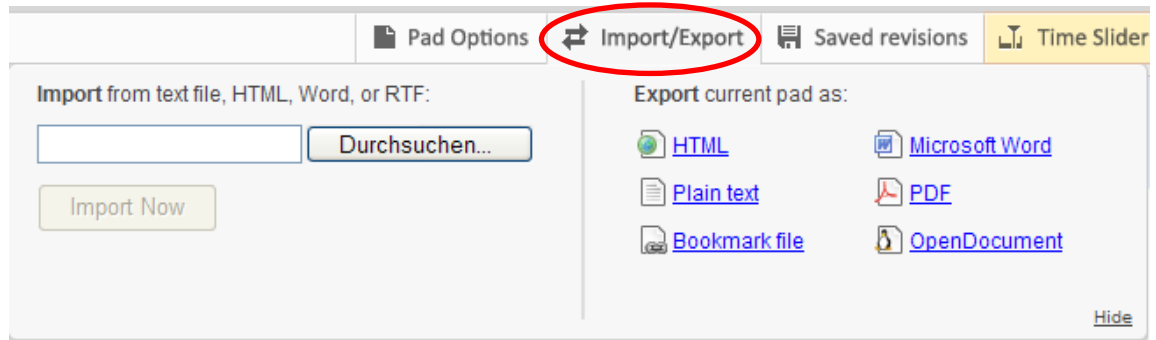 Pad Options Import/Export Saved revisions Time Slider
Import from text file, HTML, Word, or RTF:
Durchsuchen...
Import Now
Export current pad as:
HTML Microsoft Word
Plain text PDF
Bookmark file OpenDocument
Hide